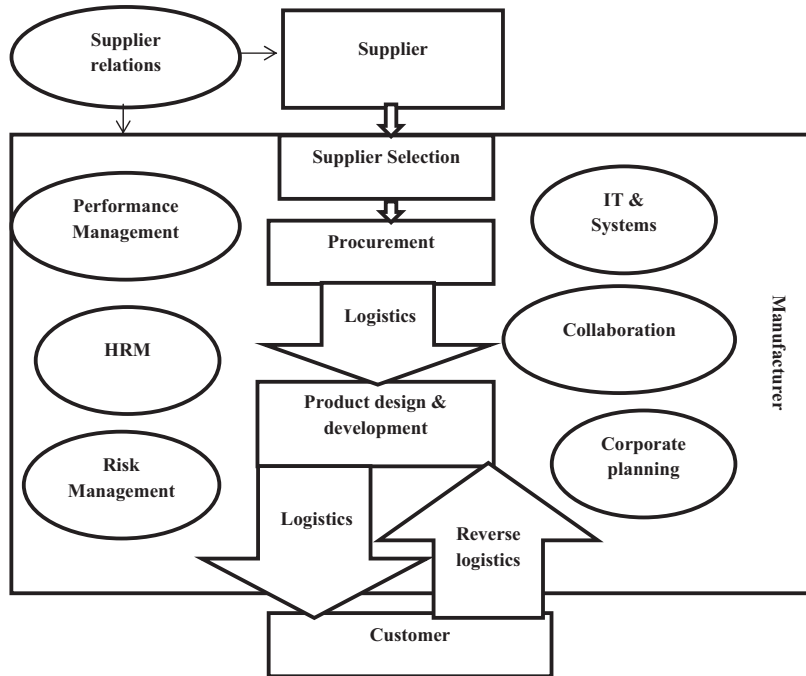 Supplier
relations
Supplier
Supplier Selection
Performance
Management
IT &
Systems
Procurement
Logistics
Collaboration
Manufacturer
HRM
Product design &
development
Corporate
planning
Risk
Management
Logistics
Reverse
logistics
Customer